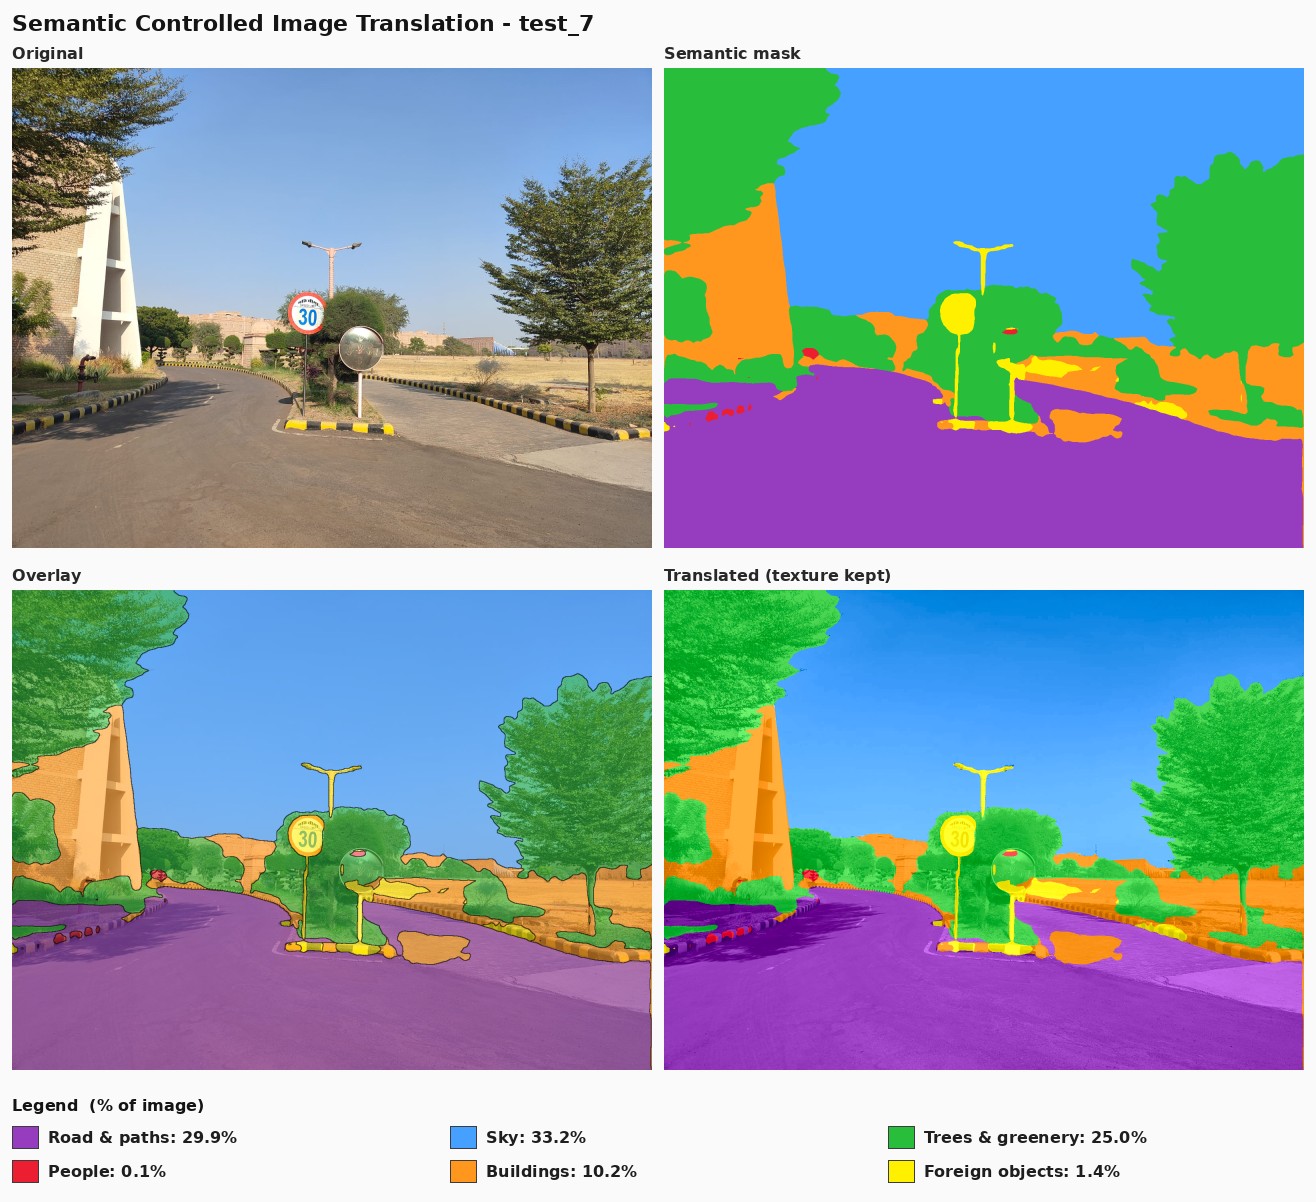 Semantic Controlled Image Translation - test_7
Original
Semantic mask
30
Overlay
Translated (texture kept)
30
30
Legend (% of image)
Road & paths: 29.9%
Sky: 33.2%
Trees & greenery: 25.0%
People: 0.1%
Buildings: 10.2%
Foreign objects: 1.4%